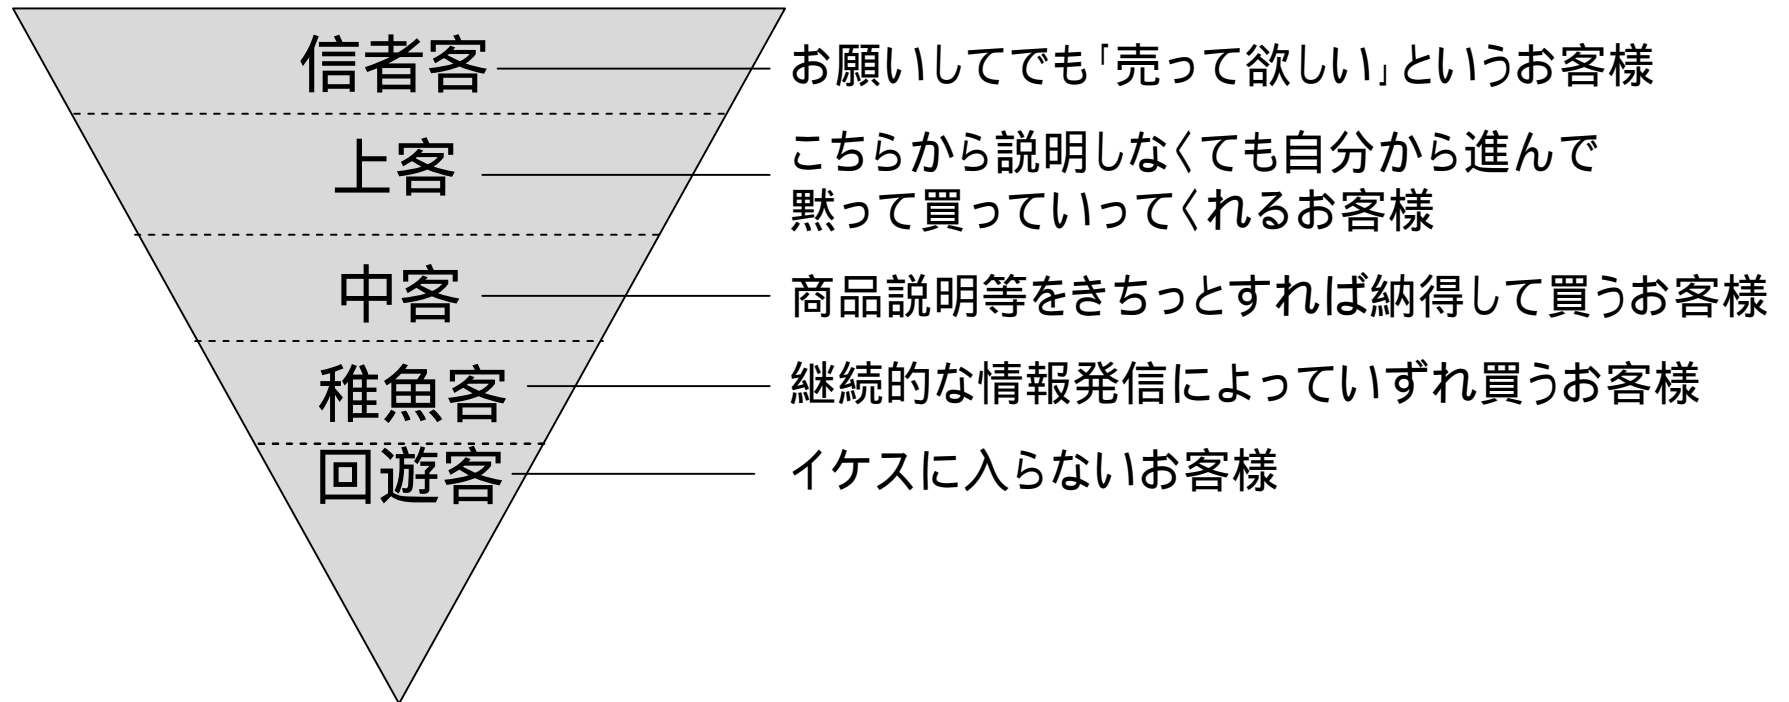 信者客 お願いしてでも「売って欲しい」というお客様
上客 こちらから説明しなくても自分から進んで
黙って買っていってくれるお客様
中客 商品説明等をきちっとすれば納得して買うお客様
稚魚客 継続的な情報発信によっていずれ買うお客様
回遊客 イケスに入らないお客様